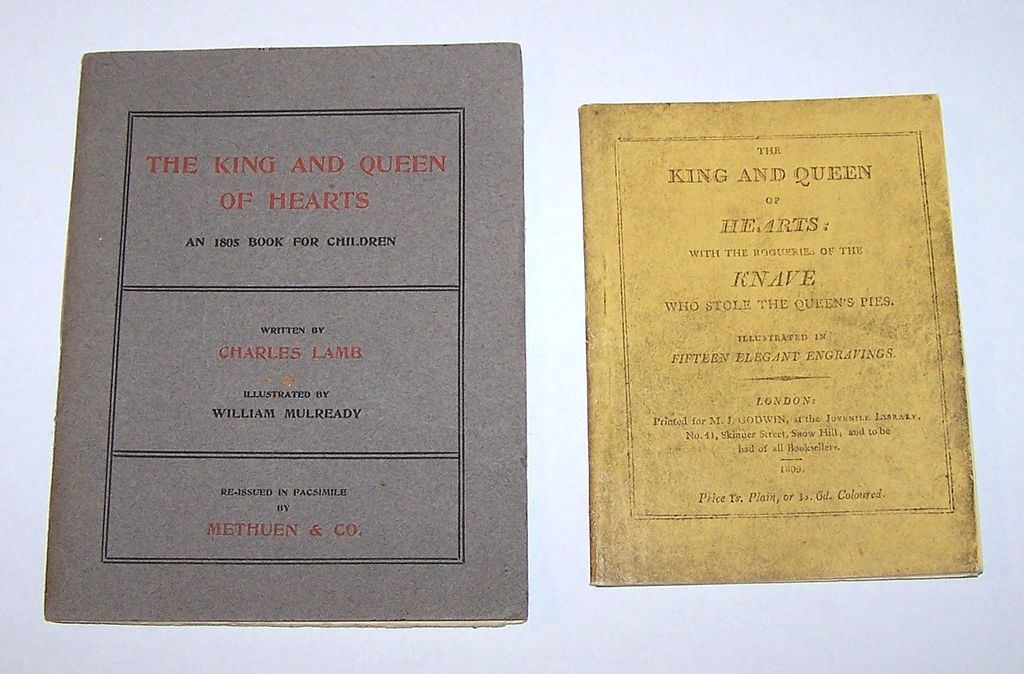 THE KING AND QUEEN
OF HEARTS
AN 1805 BOOK FOR CHILDREN
WRITTEN BY
CHARLES LAMB
ILLUSTRATED BY
WILLIAM MULREADY
RE-ISSUED IN FACSIMILE
BY
METHUEN & CO.
THE
KING AND QUEEN
OF
HEARTS:
WITH THE ROGUERIES OF THE
KNAVE
WHO STOLE THE QUEEN'S PIES.
ILLUSTRATED IN
FIFTEEN ELEGANT ENGRAVINGS.
LONDON:
Printed for M. J. GODWIN, at the JUVENILE LIBRARY,
No. 41, Skinner Street, Snow Hill; and to be
had of all Booksellers.
1809.
Price 1s. Plain, or 1s. 6d. Coloured.